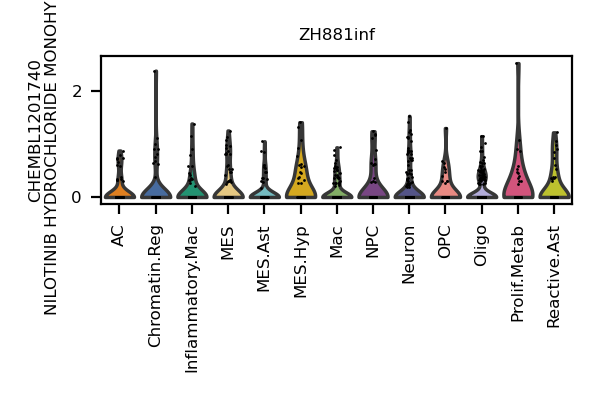 ZH881inf
CHEMBL1201740
NILOTINIB HYDROCHLORIDE MONOHY
2
0
AC
Chromatin.Reg
Inflammatory.Mac
MES
MES.Ast
MES.Hyp
Mac
NPC
Neuron
OPC
Oligo
Prolif.Metab
Reactive.Ast